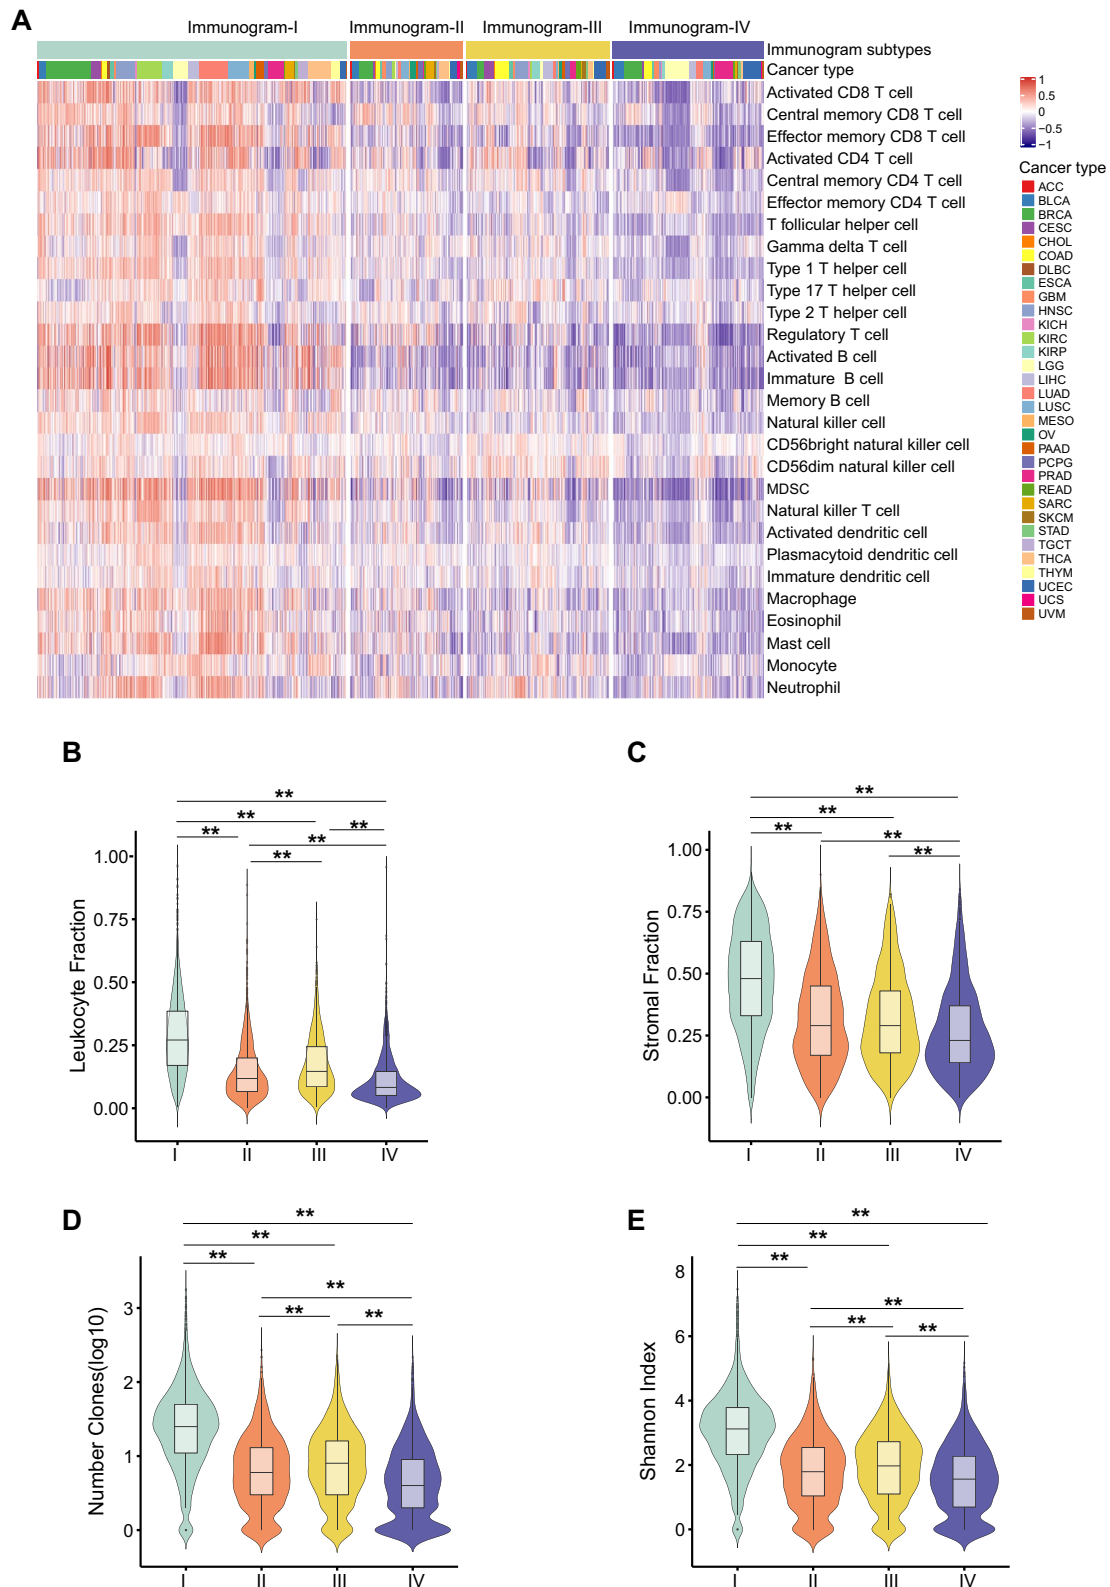 A
Immunogram-I Immunogram-II Immunogram-III Immunogram-IV
Immunogram subtypes
Cancer type
Activated CD8 T cell
Central memory CD8 T cell
Effector memory CD8 T cell
Activated CD4 T cell
Central memory CD4 T cell
Effector memory CD4 T cell
T follicular helper cell
Gamma delta T cell
Type 1 T helper cell
Type 17 T helper cell
Type 2 T helper cell
Regulatory T cell
Activated B cell
Immature B cell
Memory B cell
Natural killer cell
CD56bright natural killer cell
CD56dim natural killer cell
MDSC
Natural killer T cell
Activated dendritic cell
Plasmacytoid dendritic cell
Immature dendritic cell
Macrophage
Eosinophil
Mast cell
Monocyte
Neutrophil
1
0.5
0
−0.5
−1
Cancer type
ACC
BLCA
BRCA
CESC
CHOL
COAD
DLBC
ESCA
GBM
HNSC
KICH
KIRC
KIRP
LGG
LIHC
LUAD
LUSC
MESO
OV
PAAD
PCPG
PRAD
READ
SARC
SKCM
STAD
TGCT
THCA
THYM
UCEC
UCS
UVM
B
Leukocyte Fraction
1.00
0.75
0.50
0.25
0.00
**
**
**
**
**
**
I II III IV
C
Stromal Fraction
1.00
0.75
0.50
0.25
0.00
**
**
**
**
**
I II III IV
D
Number Clones(log10)
3
2
1
0
**
**
**
**
**
**
I II III IV
E
Shannon Index
8
6
4
2
0
**
**
**
**
**
**
I II III IV